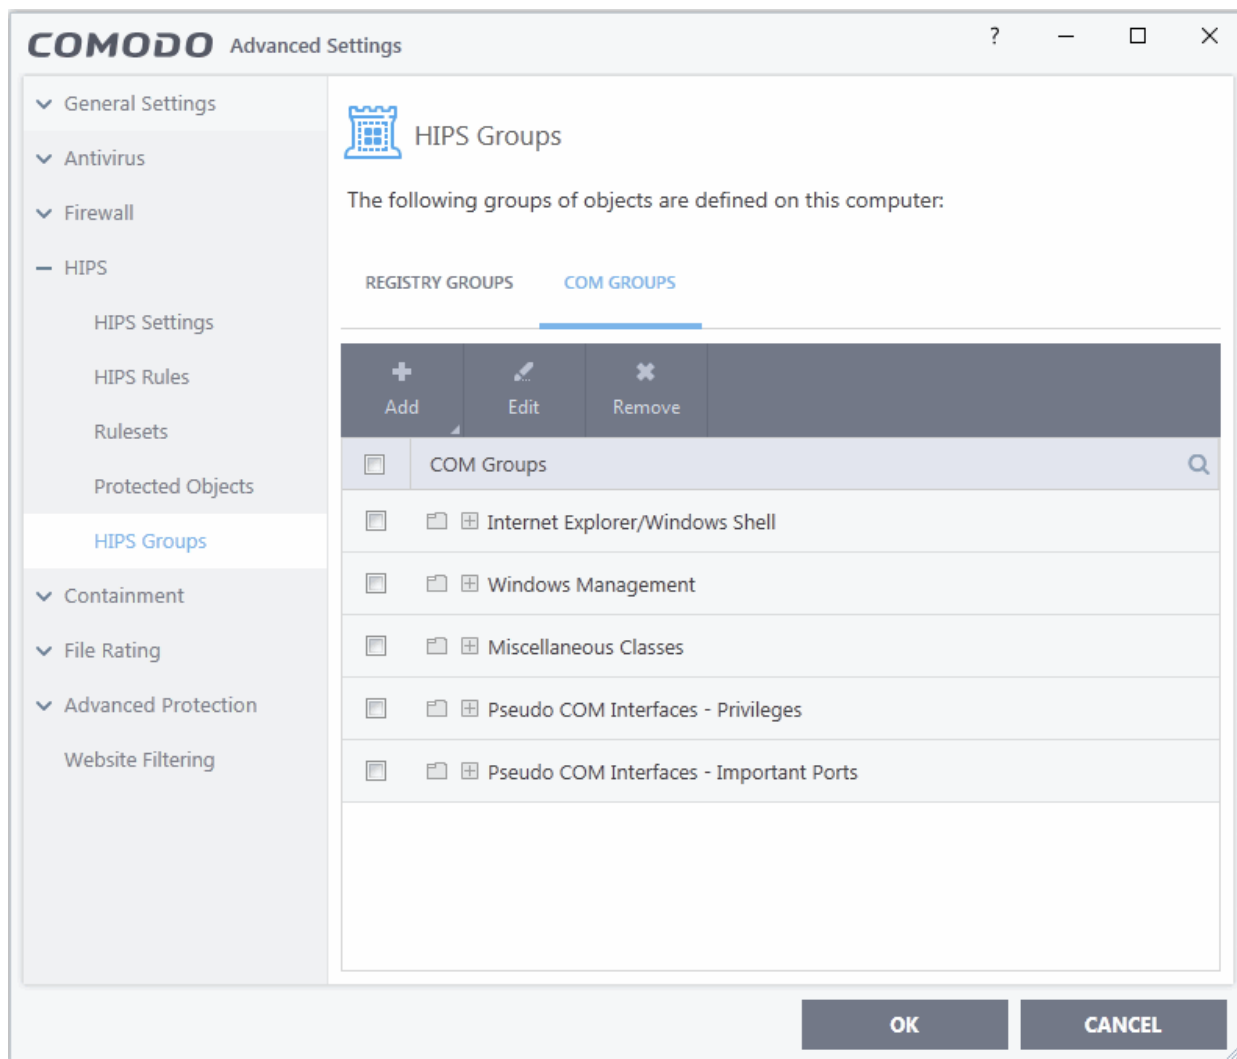 COMODO Advanced Settings ?
General Settings
Antivirus
Firewall
HIPS
HIPS Settings
HIPS Rules
Rulesets
Protected Objects
HIPS Groups
Containment
File Rating
Advanced Protection
Website Filtering
HIPS Groups
The following groups of objects are defined on this computer:
REGISTRY GROUPS COM GROUPS
Add Edit Remove
COM Groups
Internet Explorer/Windows Shell
Windows Management
Miscellaneous Classes
Pseudo COM Interfaces - Privileges
Pseudo COM Interfaces - Important Ports
OK CANCEL